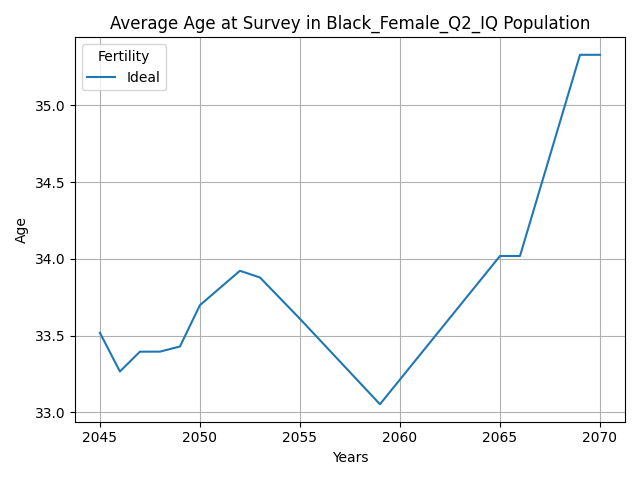 Average Age at Survey in Black_Female_Q2_IQ Population
Fertility
Ideal
35.0
34.5
34.0
33.5
33.0
Age
2045 2050 2055 2060 2065 2070
Years